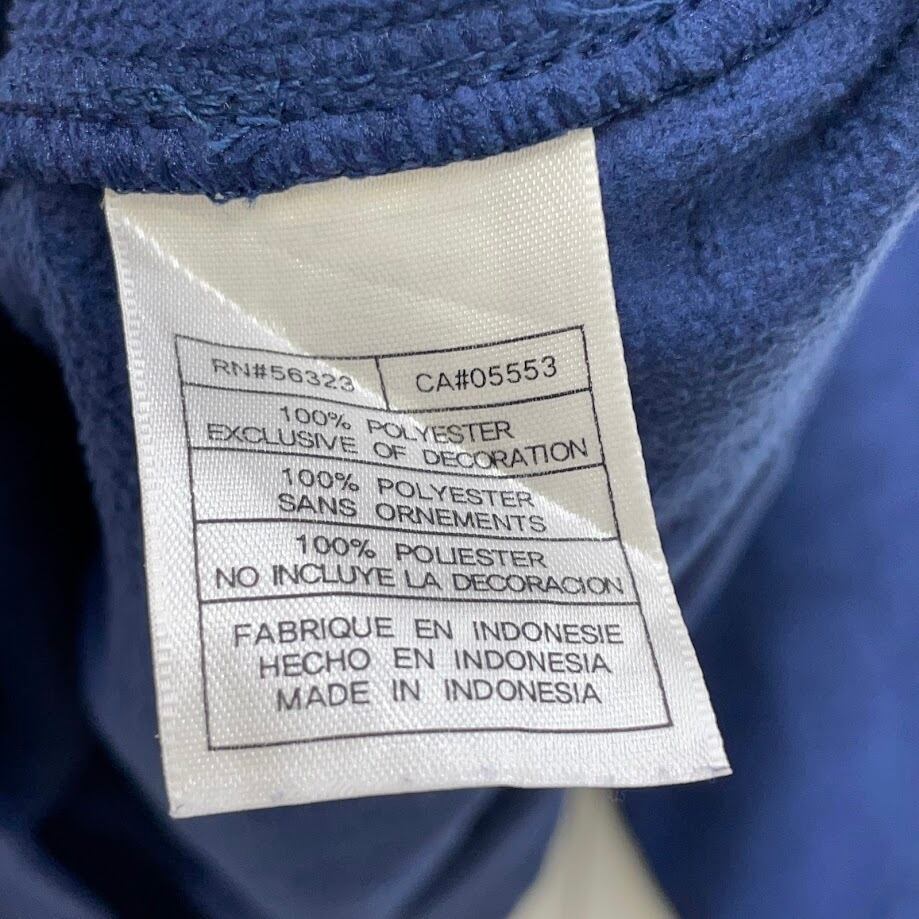 RN#56323 CA#05553
100% POLYESTER
EXCLUSIVE OF DECORATION
100% POLYESTER
SANS ORNEMENTS
100% POLIESTER
NO INCLUYE LA DECORACION
FABRIQUE EN INDONESIE
HECHO EN INDONESIA
MADE IN INDONESIA